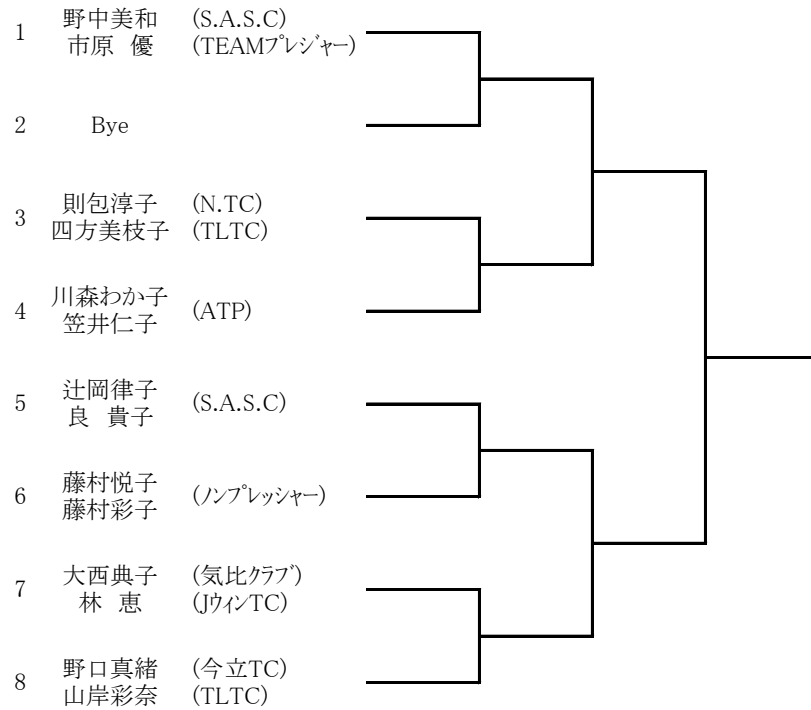 1 野中美和 (S.A.S.C)
市原 優 (TEAMプレジャー)
2 Bye
3 則包淳子 (N.TC)
四方美枝子 (TLTC)
4 川森わか子 (ATP)
笠井仁子
5 辻岡律子 (S.A.S.C)
良 貴子
6 藤村悦子 (ノンプレッシャー)
藤村彩子
7 大西典子 (気比クラブ)
林 恵 (JウィンTC)
8 野口真緒 (今立TC)
山岸彩奈 (TLTC)